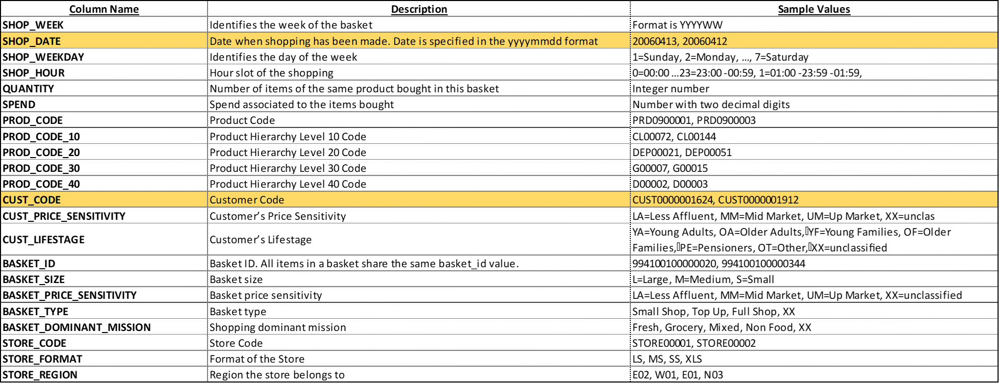 Column Name Description Sample Values
SHOP_WEEK Identifies the week of the basket Format is YYYYWW
SHOP_DATE Date when shopping has been made. Date is specified in the yyyymmdd format 20060413, 20060412
SHOP_WEEKDAY Identifies the day of the week 1=Sunday, 2=Monday, …, 7=Saturday
SHOP_HOUR Hour slot of the shopping 0=00:00 …23=23:00 -00:59, 1=01:00 -23:59 -01:59,
QUANTITY Number of items of the same product bought in this basket Integer number
SPEND Spend associated to the items bought Number with two decimal digits
PROD_CODE Product Code PRD0900001, PRD0900003
PROD_CODE_10 Product Hierarchy Level 10 Code CL00072, CL00144
PROD_CODE_20 Product Hierarchy Level 20 Code DEP00021, DEP00051
PROD_CODE_30 Product Hierarchy Level 30 Code G00007, G00015
PROD_CODE_40 Product Hierarchy Level 40 Code D00002, D00003
CUST_CODE Customer Code CUST0000001624, CUST0000001912
CUST_PRICE_SENSITIVITY Customer’s Price Sensitivity LA=Less Affluent, MM=Mid Market, UM=Up Market, XX=unclas
CUST_LIFESTAGE Customer’s Lifestage YA=Young Adults, OA=Older Adults,YF=Young Families, OF=Older
Families,PE=Pensioners, OT=Other,XX=unclassified
BASKET_ID Basket ID. All items in a basket share the same basket_id value. 994100100000020, 994100100000344
BASKET_SIZE Basket size L=Large, M=Medium, S=Small
BASKET_PRICE_SENSITIVITY Basket price sensitivity LA=Less Affluent, MM=Mid Market, UM=Up Market, XX=unclassified
BASKET_TYPE Basket type Small Shop, Top Up, Full Shop, XX
BASKET_DOMINANT_MISSION Shopping dominant mission Fresh, Grocery, Mixed, Non Food, XX
STORE_CODE Store Code STORE00001, STORE00002
STORE_FORMAT Format of the Store LS, MS, SS, XLS
STORE_REGION Region the store belongs to E02, W01, E01, N03